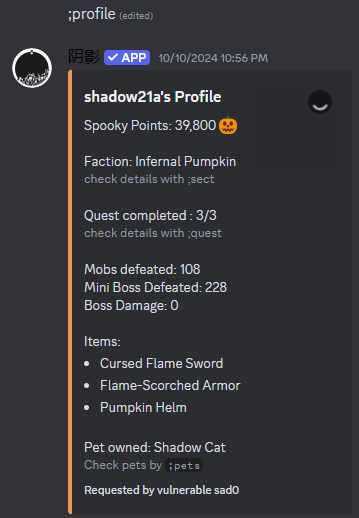 ;profile (edited)
阴影 ✓ APP 10/10/2024 10:56 PM
shadow21a's Profile
Spooky Points: 39,800 🎃
Faction: Infernal Pumpkin
check details with ;sect
Quest completed : 3/3
check details with ;quest
Mobs defeated: 108
Mini Boss Defeated: 228
Boss Damage: 0
Items:
• Cursed Flame Sword
• Flame-Scorched Armor
• Pumpkin Helm
Pet owned: Shadow Cat
Check pets by ;pets
Requested by vulnerable sad0